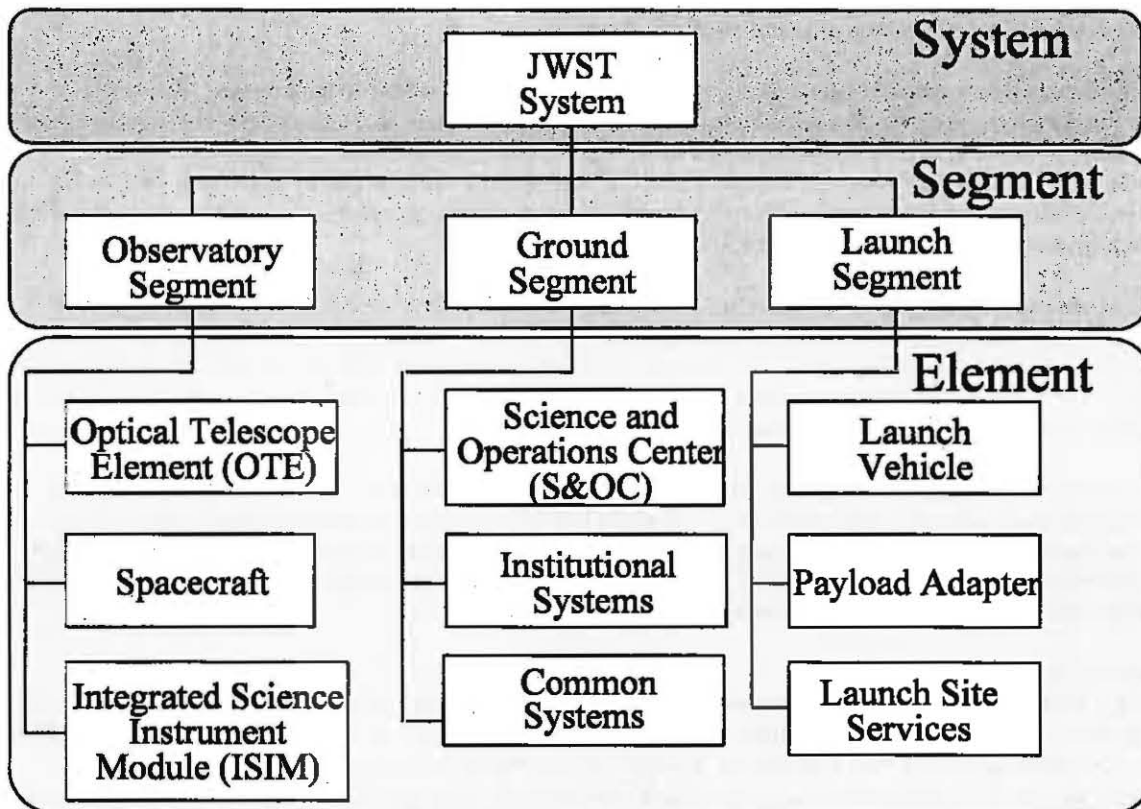 System
JWST
System
Segment
Observatory
Segment
Ground
Segment
Launch
Segment
Element
Optical Telescope
Element (OTE)
Spacecraft
Integrated Science
Instrument
Module (ISIM)
Science and
Operations Center
(S&OC)
Institutional
Systems
Common
Systems
Launch
Vehicle
Payload Adapter
Launch Site
Services